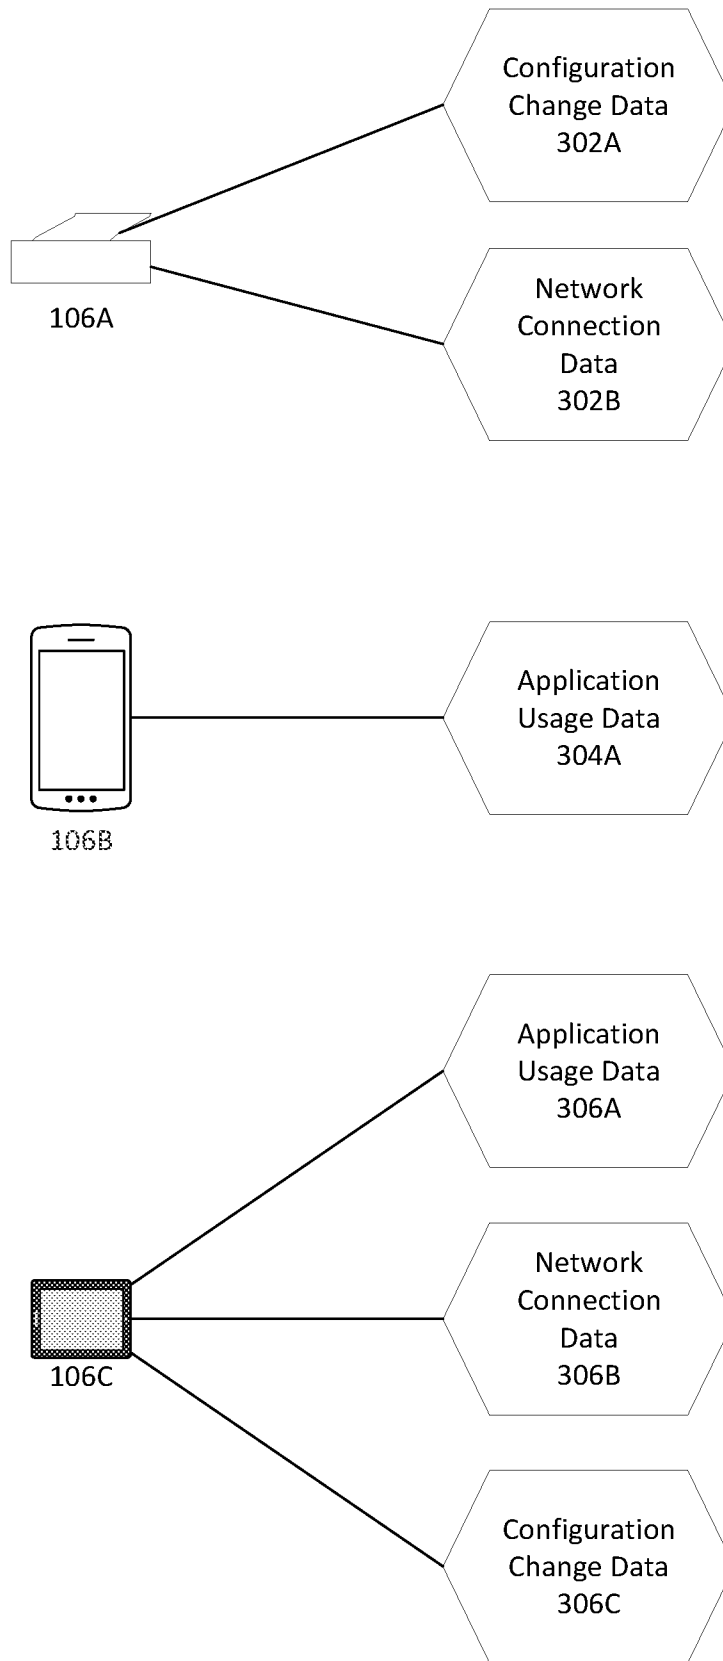 Configuration
Change Data
302A
106A
Network
Connection
Data
302B
Application
Usage Data
304A
106B
Application
Usage Data
306A
Network
Connection
Data
306B
106C
Configuration
Change Data
306C